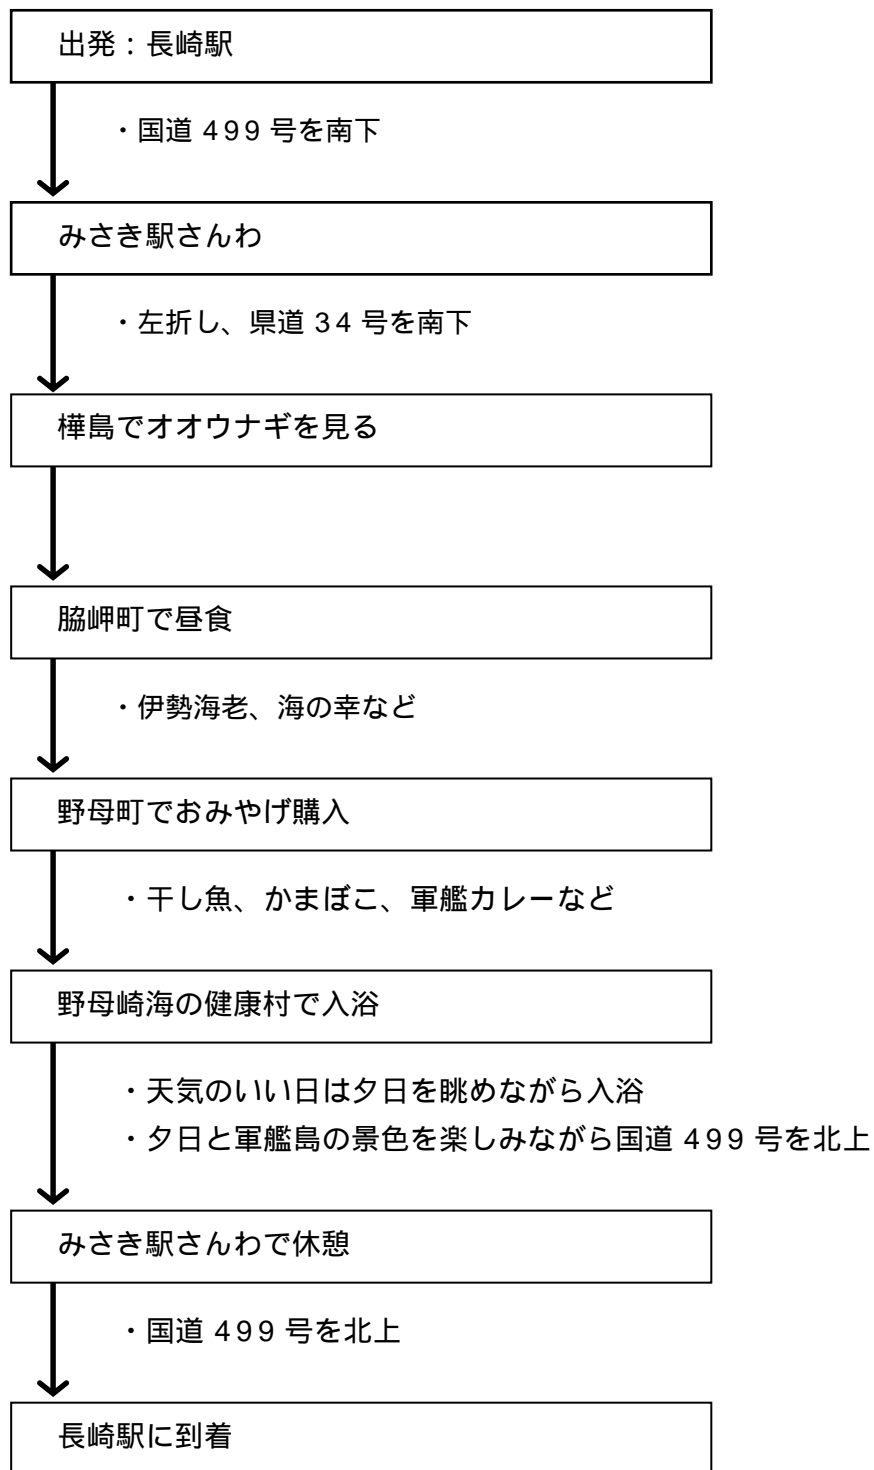 出発：長崎駅
・国道 499 号を南下
みさき駅さんわ
・左折し、県道 34 号を南下
樺島でオオウナギを見る
脇岬町で昼食
・伊勢海老、海の幸など
野母町でおみやげ購入
・干し魚、かまぼこ、軍艦カレーなど
野母崎海の健康村で入浴
・天気のいい日は夕日を眺めながら入浴
・夕日と軍艦島の景色を楽しみながら国道 499 号を北上
みさき駅さんわで休憩
・国道 499 号を北上
長崎駅に到着